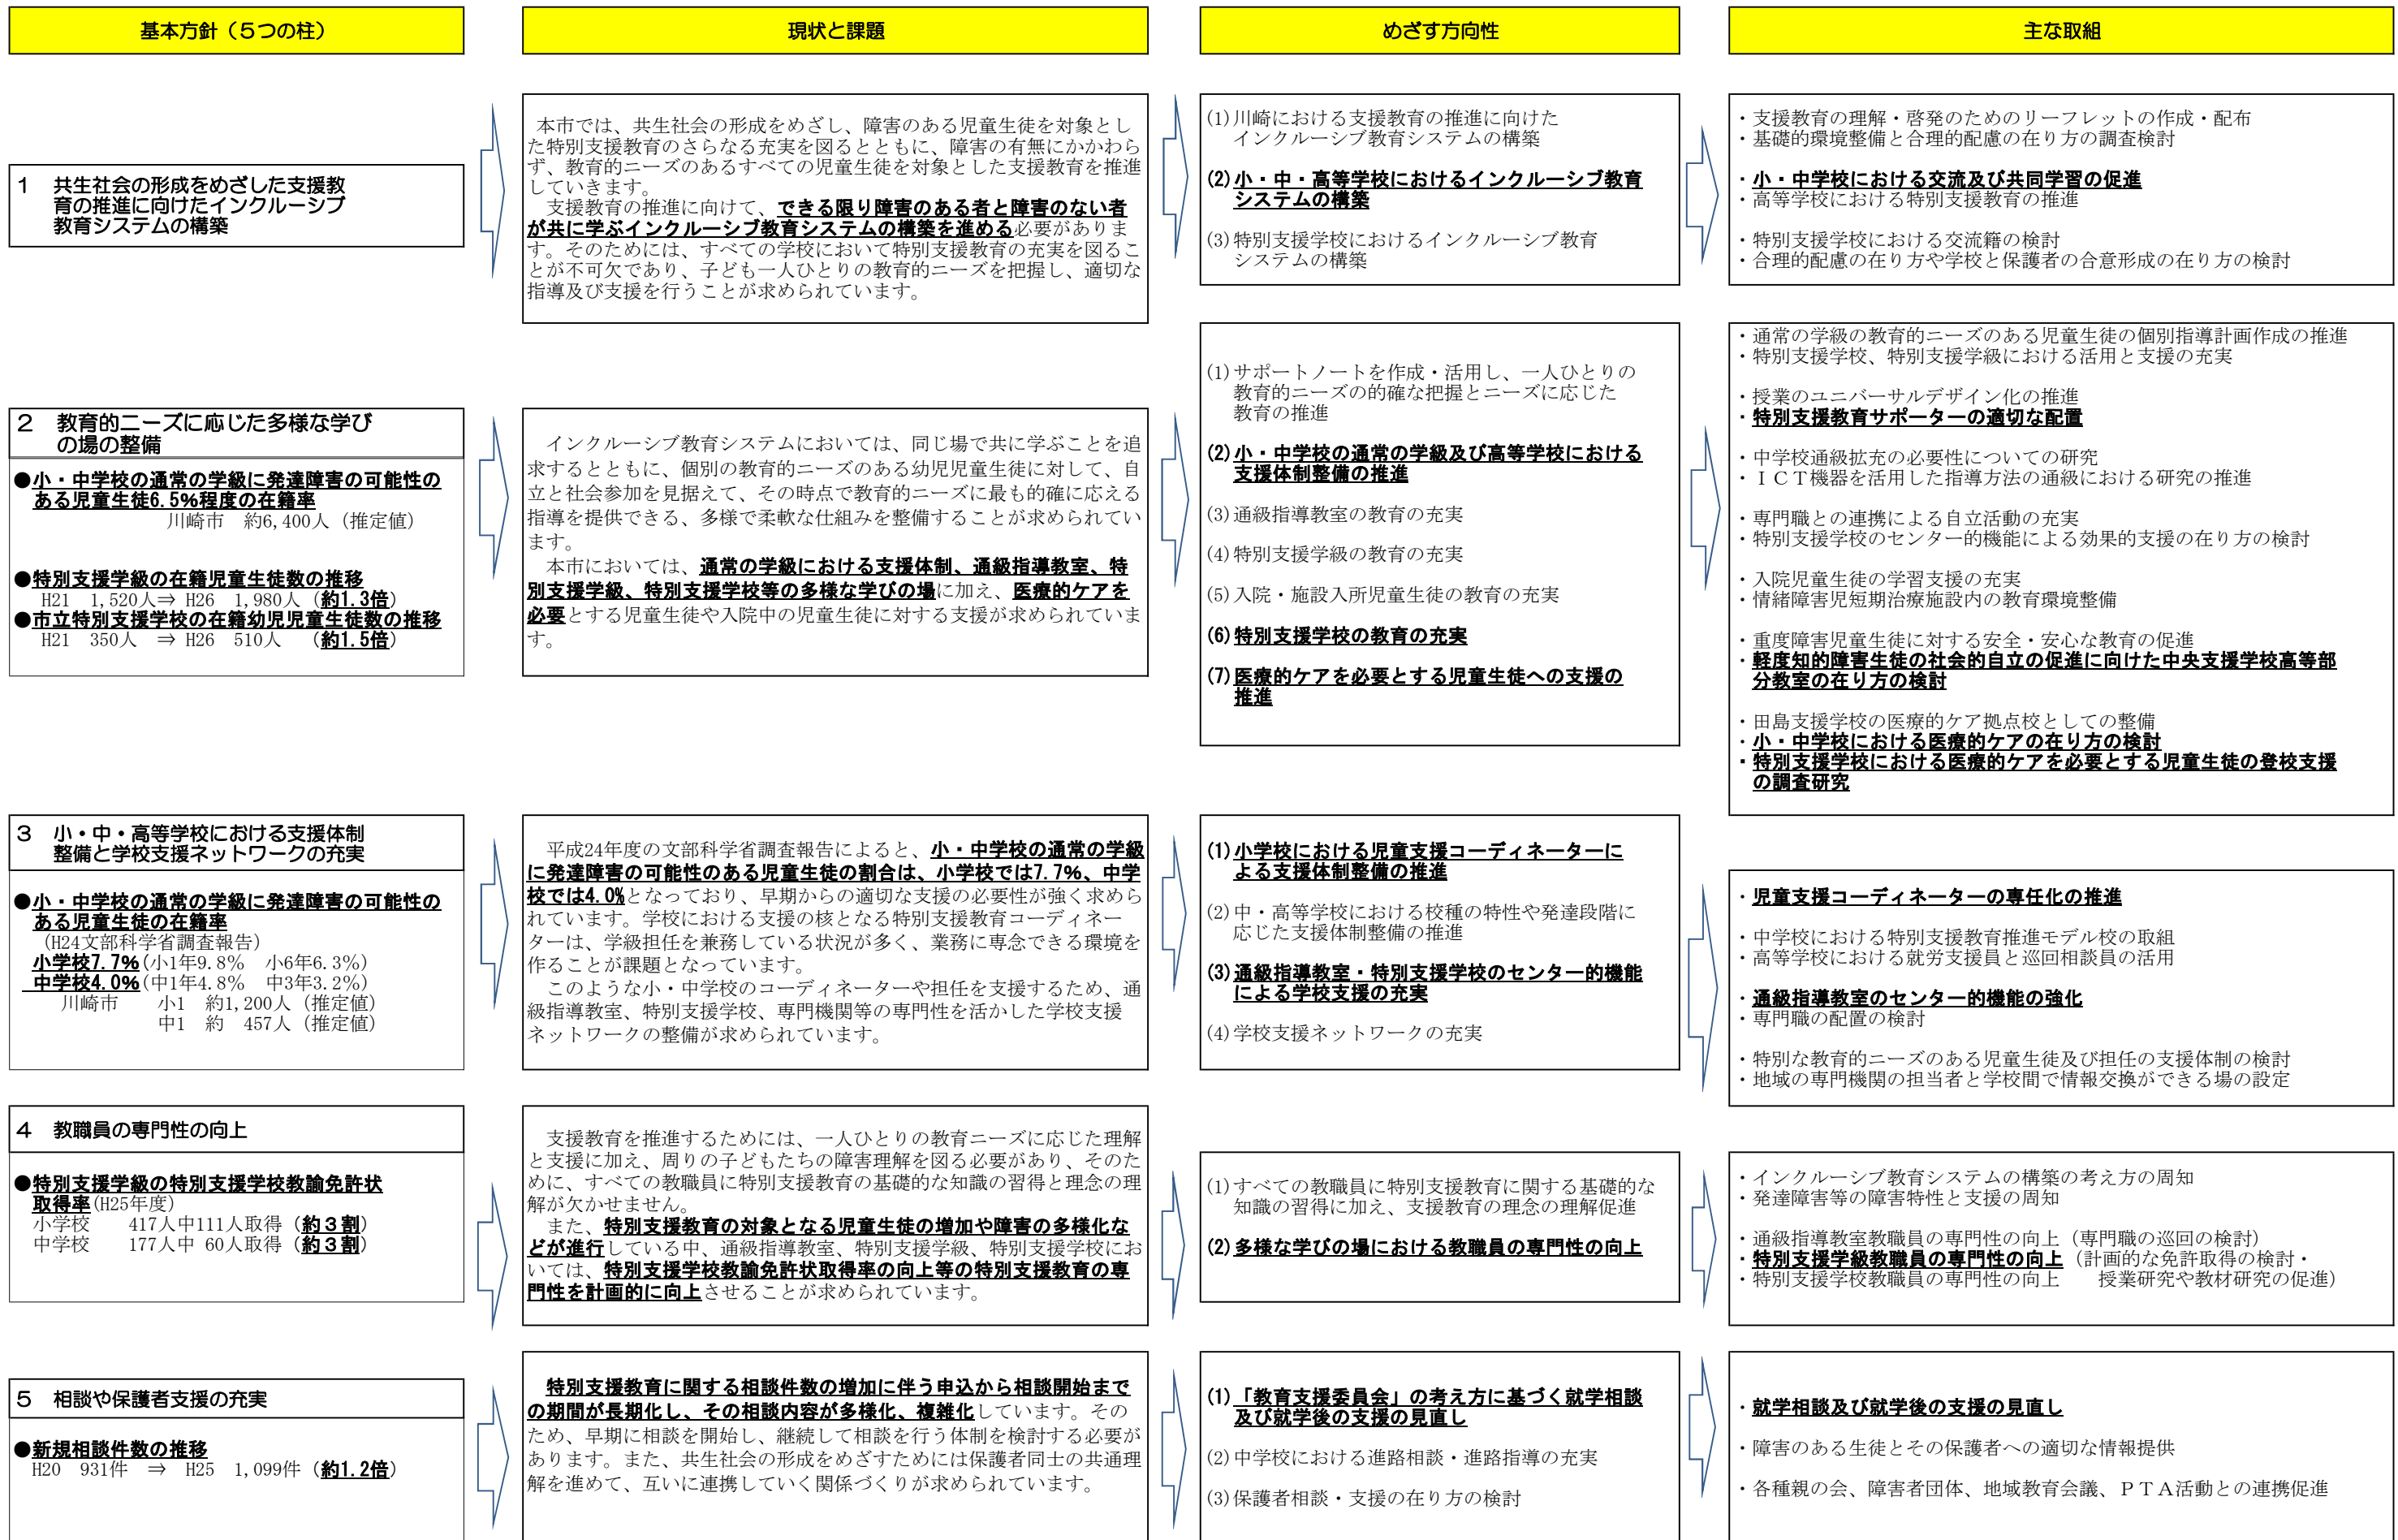 基本方針（５つの柱）
現状と課題
めざす方向性
主な取組
1　共生社会の形成をめざした支援教
育の推進に向けたインクルーシブ
教育システムの構築
本市では、共生社会の形成をめざし、障害のある児童生徒を対象とし
た特別支援教育のさらなる充実を図るとともに、障害の有無にかかわら
ず、教育的ニーズのあるすべての児童生徒を対象とした支援教育を推進
していきます。
支援教育の推進に向けて、できる限り障害のある者と障害のない者
が共に学ぶインクルーシブ教育システムの構築を進める必要がありま
す。そのためには、すべての学校において特別支援教育の充実を図るこ
とが不可欠であり、子ども一人ひとりの教育的ニーズを把握し、適切な
指導及び支援を行うことが求められています。
(1)川崎における支援教育の推進に向けた
インクルーシブ教育システムの構築
(2)小・中・高等学校におけるインクルーシブ教育
システムの構築
(3)特別支援学校におけるインクルーシブ教育
システムの構築
・支援教育の理解・啓発のためのリーフレットの作成・配布
・基礎的環境整備と合理的配慮の在り方の調査検討
・小・中学校における交流及び共同学習の促進
・高等学校における特別支援教育の推進
・特別支援学校における交流籍の検討
・合理的配慮の在り方や学校と保護者の合意形成の在り方の検討
2　教育的ニーズに応じた多様な学び
の場の整備
●小・中学校の通常の学級に発達障害の可能性の
ある児童生徒6.5%程度の在籍率
川崎市　約6,400人（推定値）
●特別支援学級の在籍児童生徒数の推移
H21　1,520人⇒ H26　1,980人（約1.3倍）
●市立特別支援学校の在籍幼児児童生徒数の推移
H21　350人　⇒ H26　510人　（約1.5倍）
インクルーシブ教育システムにおいては、同じ場で共に学ぶことを追
求するとともに、個別の教育的ニーズのある幼児児童生徒に対して、自
立と社会参加を見据えて、その時点で教育的ニーズに最も的確に応える
指導を提供できる、多様で柔軟な仕組みを整備することが求められてい
ます。
本市においては、通常の学級における支援体制、通級指導教室、特
別支援学級、特別支援学校等の多様な学びの場に加え、医療的ケアを
必要とする児童生徒や入院中の児童生徒に対する支援が求められていま
す。
(1)サポートノートを作成・活用し、一人ひとりの
教育的ニーズの的確な把握とニーズに応じた
教育の推進
(2)小・中学校の通常の学級及び高等学校における
支援体制整備の推進
(3)通級指導教室の教育の充実
(4)特別支援学級の教育の充実
(5)入院・施設入所児童生徒の教育の充実
(6)特別支援学校の教育の充実
(7)医療的ケアを必要とする児童生徒への支援の
推進
・通常の学級の教育的ニーズのある児童生徒の個別指導計画作成の推進
・特別支援学校、特別支援学級における活用と支援の充実
・授業のユニバーサルデザイン化の推進
・特別支援教育サポーターの適切な配置
・中学校通級拡充の必要性についての研究
・ＩＣＴ機器を活用した指導方法の通級における研究の推進
・専門職との連携による自立活動の充実
・特別支援学校のセンター的機能による効果的支援の在り方の検討
・入院児童生徒の学習支援の充実
・情緒障害児短期治療施設内の教育環境整備
・重度障害児童生徒に対する安全・安心な教育の促進
・軽度知的障害生徒の社会的自立の促進に向けた中央支援学校高等部
分教室の在り方の検討
・田島支援学校の医療的ケア拠点校としての整備
・小・中学校における医療的ケアの在り方の検討
・特別支援学校における医療的ケアを必要とする児童生徒の登校支援
の調査研究
3　小・中・高等学校における支援体制
整備と学校支援ネットワークの充実
●小・中学校の通常の学級に発達障害の可能性の
ある児童生徒の在籍率
（H24文部科学省調査報告）
小学校7.7%（小1年9.8%　小6年6.3%）
中学校4.0%（中1年4.8%　中3年3.2%）
川崎市　小1　約1,200人（推定値）
中1　約　457人（推定値）
平成24年度の文部科学省調査報告によると、小・中学校の通常の学級
に発達障害の可能性のある児童生徒の割合は、小学校では7.7%、中学
校では4.0%となっており、早期からの適切な支援の必要性が強く求めら
れています。学校における支援の核となる特別支援教育コーディネー
ターは、学級担任を兼務している状況が多く、業務に専念できる環境を
作ることが課題となっています。
このような小・中学校のコーディネーターや担任を支援するため、通
級指導教室、特別支援学校、専門機関等の専門性を活かした学校支援
ネットワークの整備が求められています。
(1)小学校における児童支援コーディネーターに
よる支援体制整備の推進
(2)中・高等学校における校種の特性や発達段階に
応じた支援体制整備の推進
(3)通級指導教室・特別支援学校のセンター的機能
による学校支援の充実
(4)学校支援ネットワークの充実
・児童支援コーディネーターの専任化の推進
・中学校における特別支援教育推進モデル校の取組
・高等学校における就労支援員と巡回相談員の活用
・通級指導教室のセンター的機能の強化
・専門職の配置の検討
・特別な教育的ニーズのある児童生徒及び担任の支援体制の検討
・地域の専門機関の担当者と学校間で情報交換ができる場の設定
4　教職員の専門性の向上
●特別支援学級の特別支援学校教諭免許状
取得率(H25年度)
小学校　417人中111人取得（約３割）
中学校　177人中 60人取得（約３割）
支援教育を推進するためには、一人ひとりの教育ニーズに応じた理解
と支援に加え、周りの子どもたちの障害理解を図る必要があり、そのた
めに、すべての教職員に特別支援教育の基礎的な知識の習得と理念の理
解が欠かせません。
また、特別支援教育の対象となる児童生徒の増加や障害の多様化な
どが進行している中、通級指導教室、特別支援学級、特別支援学校にお
いては、特別支援学校教諭免許状取得率の向上等の特別支援教育の専
門性を計画的に向上させることが求められています。
(1)すべての教職員に特別支援教育に関する基礎的な
知識の習得に加え、支援教育の理念の理解促進
(2)多様な学びの場における教職員の専門性の向上
・インクルーシブ教育システムの構築の考え方の周知
・発達障害等の障害特性と支援の周知
・通級指導教室教職員の専門性の向上（専門職の巡回の検討）
・特別支援学級教職員の専門性の向上（計画的な免許取得の検討・
・特別支援学校教職員の専門性の向上　　授業研究や教材研究の促進）
5　相談や保護者支援の充実
●新規相談件数の推移
H20　931件　⇒　H25　1,099件（約1.2倍）
特別支援教育に関する相談件数の増加に伴う申込から相談開始まで
の期間が長期化し、その相談内容が多様化、複雑化しています。その
ため、早期に相談を開始し、継続して相談を行う体制を検討する必要が
あります。また、共生社会の形成をめざすためには保護者同士の共通理
解を進めて、互いに連携していく関係づくりが求められています。
(1)「教育支援委員会」の考え方に基づく就学相談
及び就学後の支援の見直し
(2)中学校における進路相談・進路指導の充実
(3)保護者相談・支援の在り方の検討
・就学相談及び就学後の支援の見直し
・障害のある生徒とその保護者への適切な情報提供
・各種親の会、障害者団体、地域教育会議、ＰＴＡ活動との連携促進